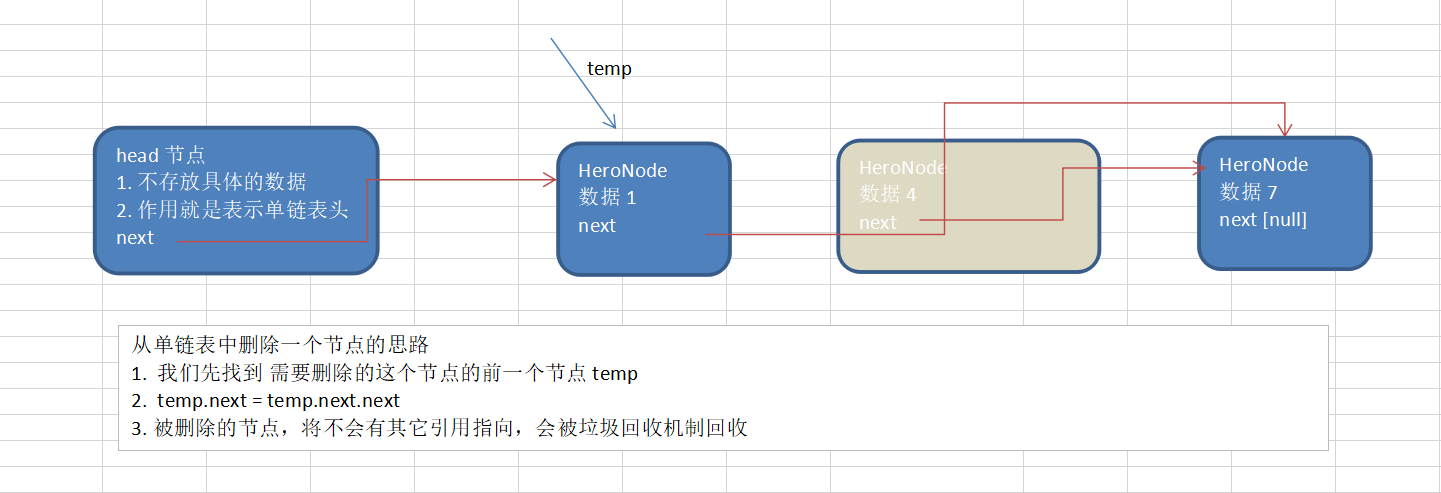 temp
head 节点
1. 不存放具体的数据
2. 作用就是表示单链表头
next
HeroNode
数据 1
next
HeroNode
数据 4
next
HeroNode
数据 7
next [null]
从单链表中删除一个节点的思路
1. 我们先找到 需要删除的这个节点的前一个节点 temp
2. temp.next = temp.next.next
3. 被删除的节点，将不会有其它引用指向，会被垃圾回收机制回收